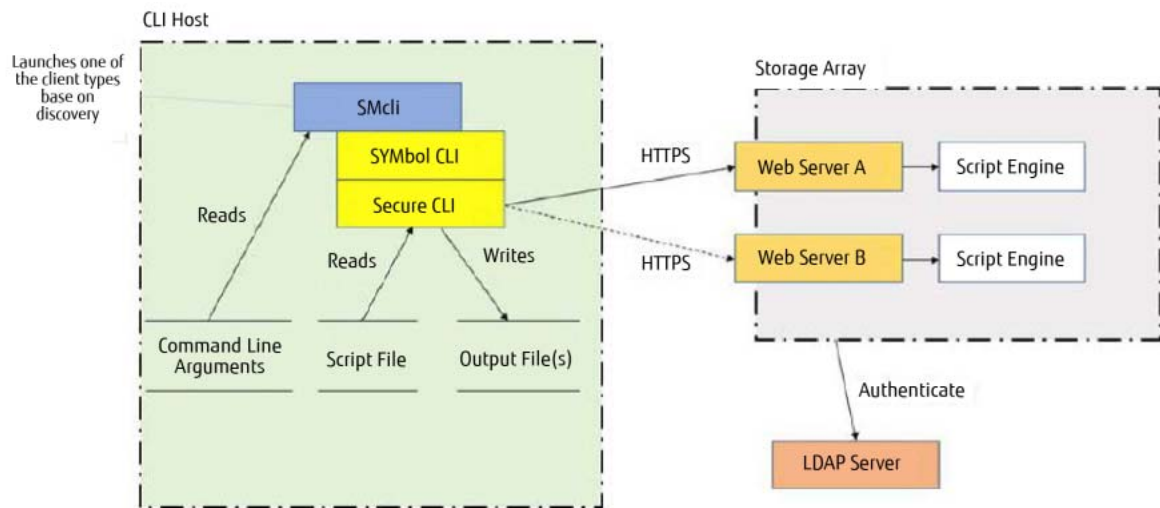 CLI Host
Launches one of
the client types
base on
discovery
SMcli
SYMbol CLI
Secure CLI
Reads
Reads
Writes
Command Line
Arguments
Script File
Output File(s)
HTTPS
HTTPS
Storage Array
Web Server A
Script Engine
Web Server B
Script Engine
Authenticate
LDAP Server